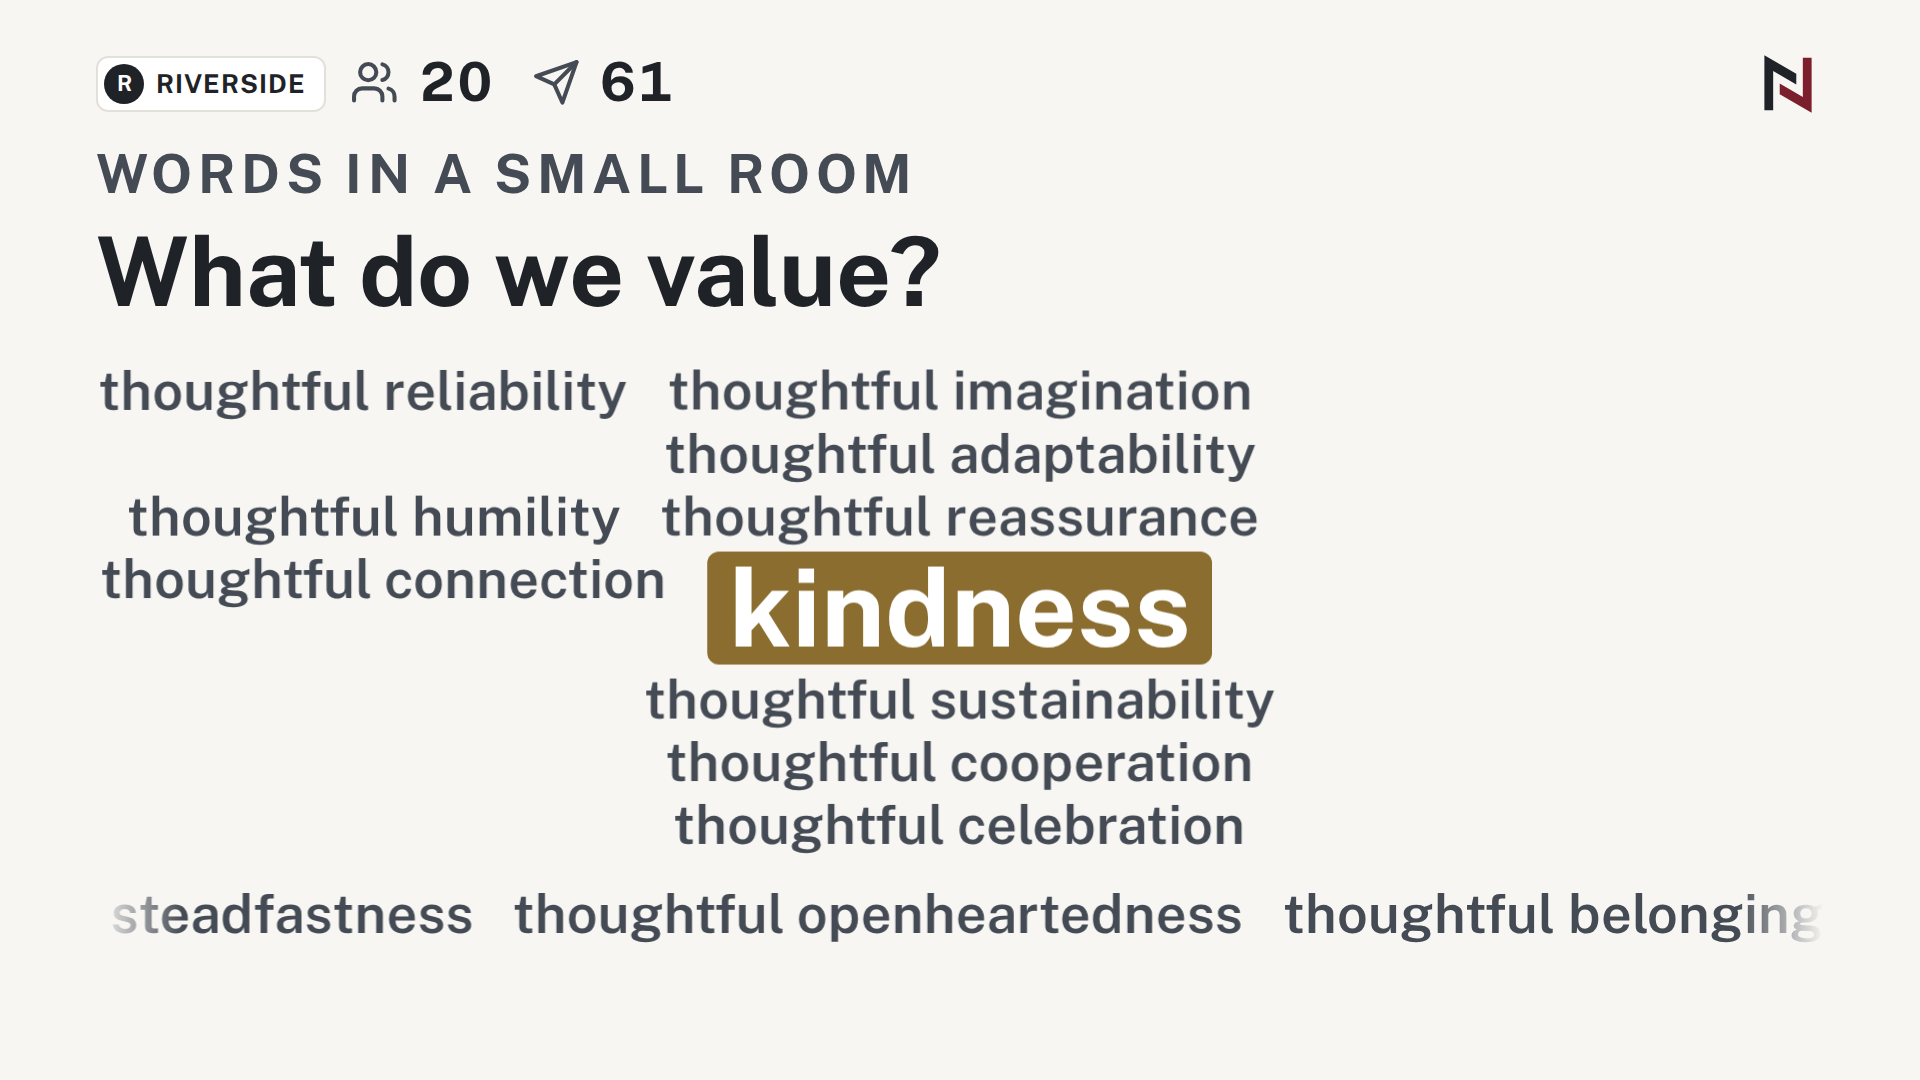 R RIVERSIDE 20 61
WORDS IN A SMALL ROOM
What do we value?
thoughtful reliability thoughtful imagination
thoughtful adaptability
thoughtful humility thoughtful reassurance
thoughtful connection kindness
thoughtful sustainability
thoughtful cooperation
thoughtful celebration
steadfastness thoughtful openheartedness thoughtful belonging